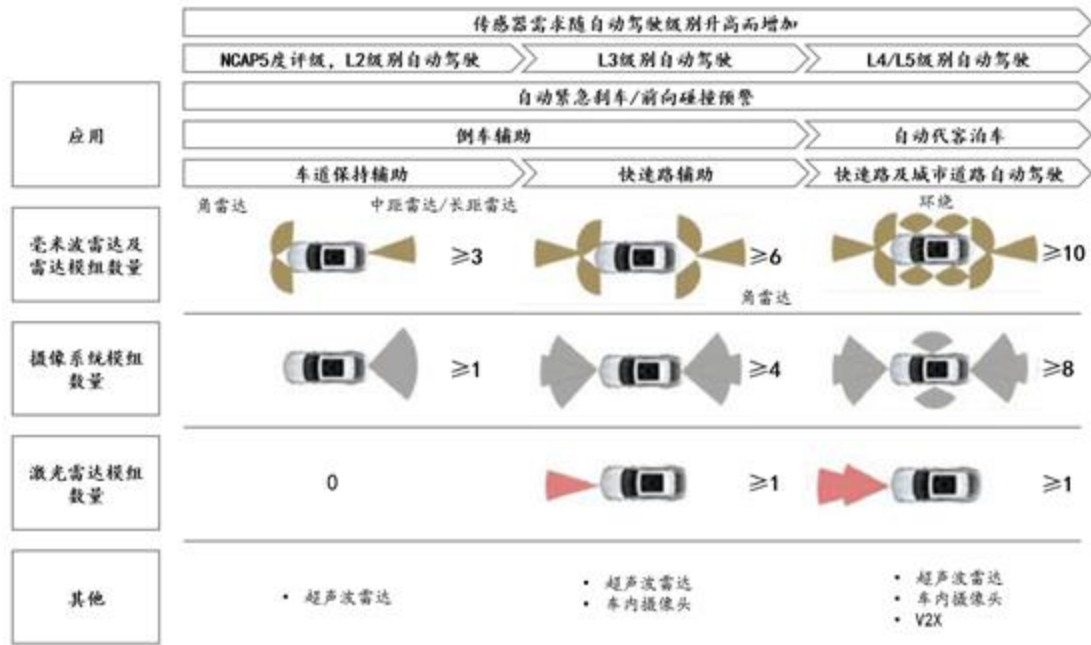 传感器需求随自动驾驶级别升高而增加
NCAP5度评级，L2级别自动驾驶
L3级别自动驾驶
L4/L5级别自动驾驶
应用
自动紧急刹车/前向碰撞预警
倒车辅助
自动代客泊车
车道保持辅助
快速路辅助
快速路及城市道路自动驾驶
毫米波雷达及
雷达模组数量
角雷达
中距雷达/长距雷达
≥3
≥6
角雷达
环绕
≥10
摄像系统模组
数量
≥1
≥4
≥8
激光雷达模组
数量
0
≥1
≥1
其他
• 超声波雷达
• 超声波雷达
• 车内摄像头
• 超声波雷达
• 车内摄像头
• V2X